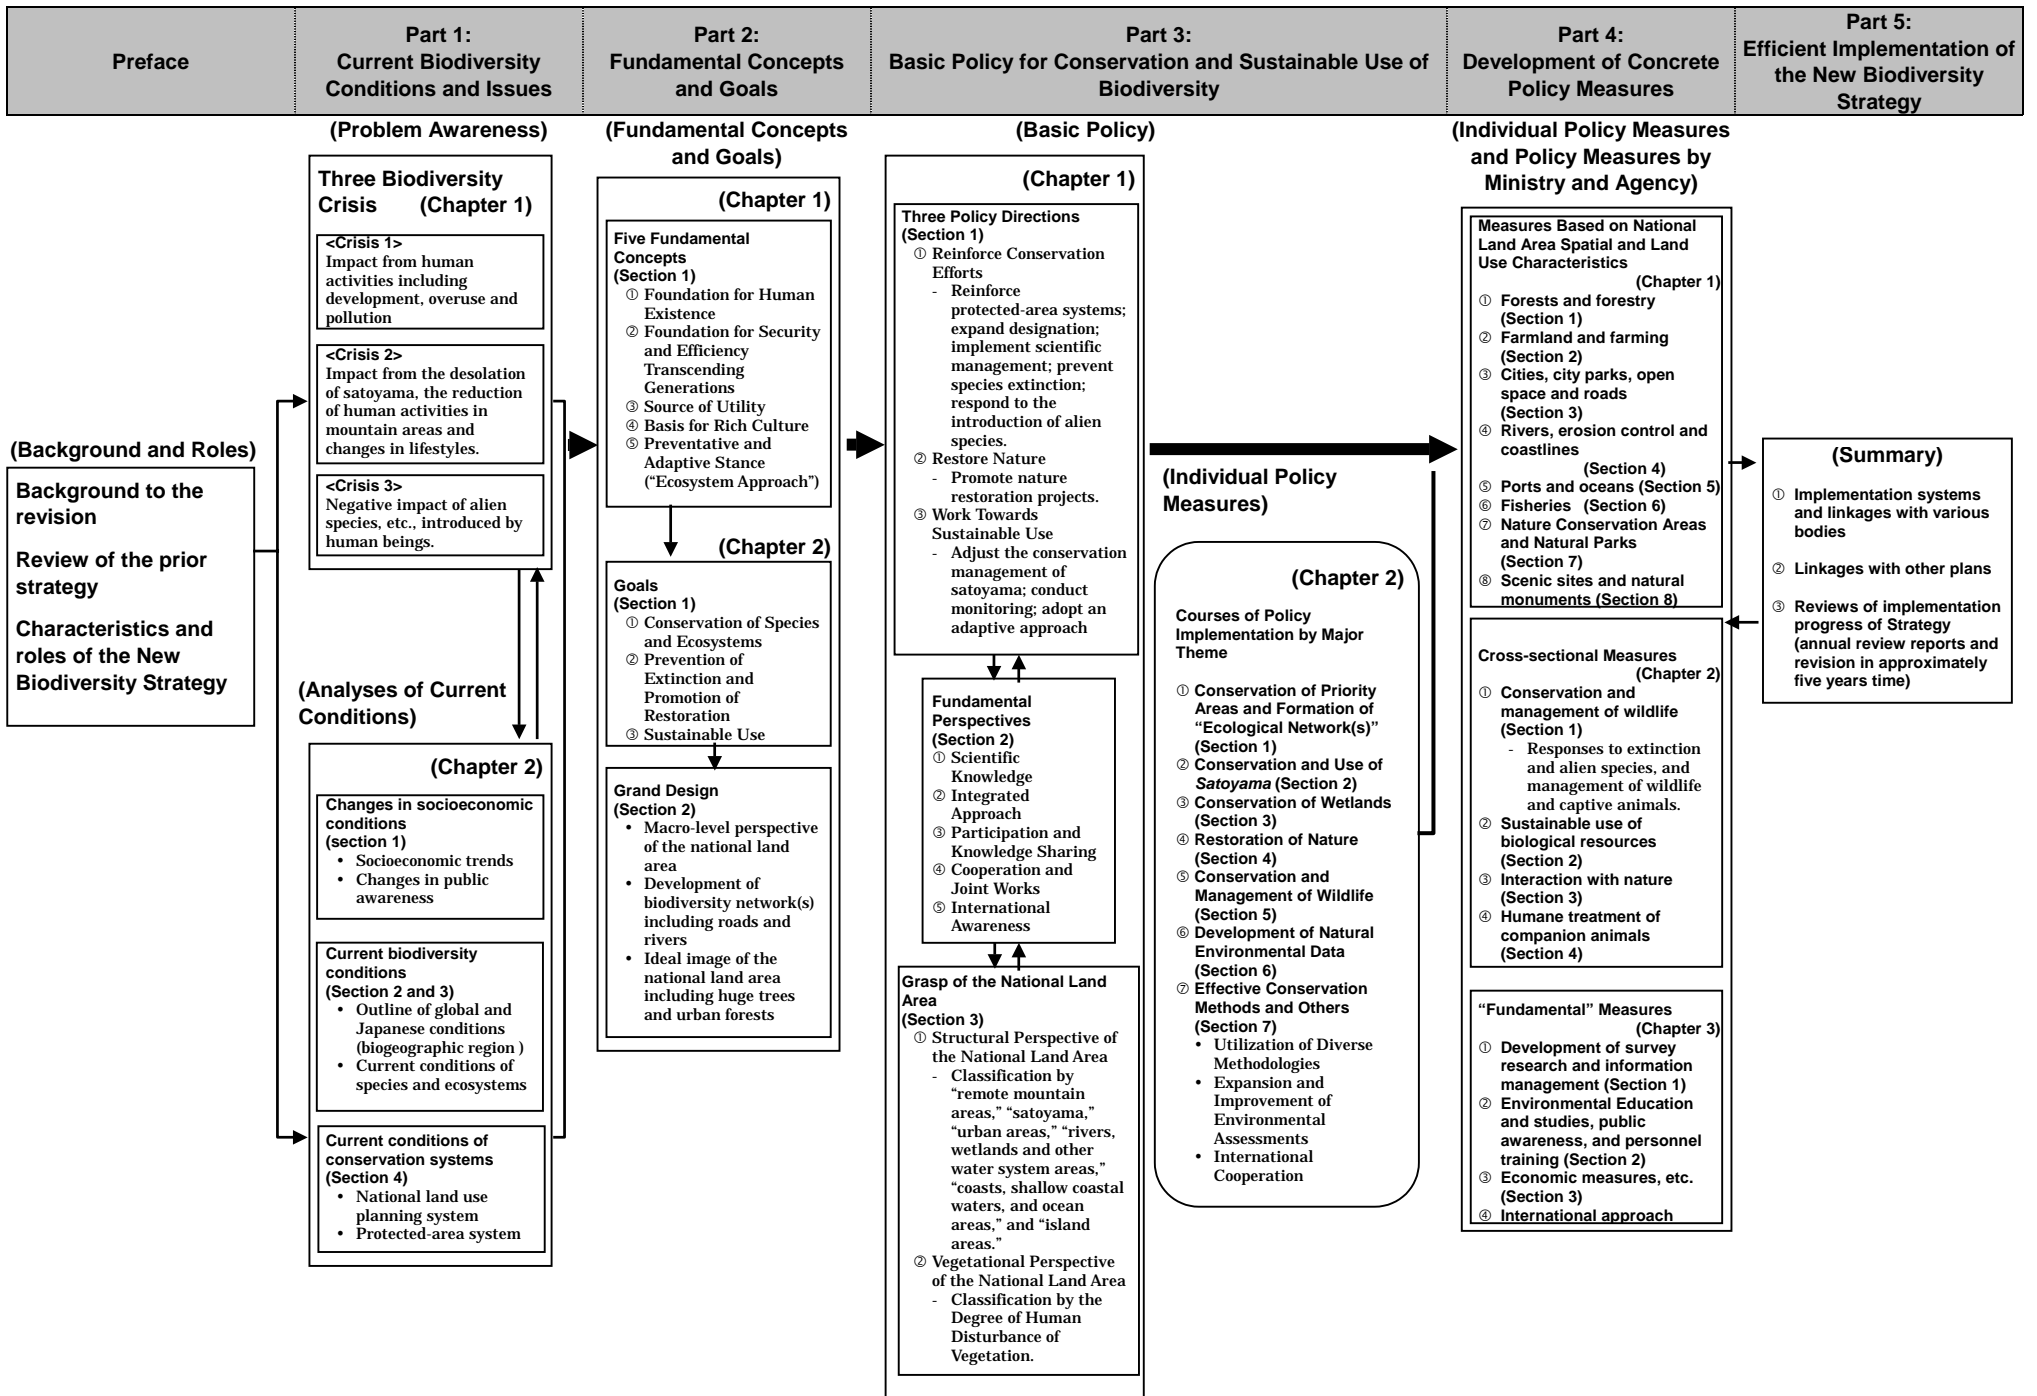 Preface
Part 1:
Current Biodiversity
Conditions and Issues
Part 2:
Fundamental Concepts
and Goals
Part 3:
Basic Policy for Conservation and Sustainable Use of
Biodiversity
Part 4:
Development of Concrete
Policy Measures
Part 5:
Efficient Implementation of
the New Biodiversity
Strategy
(Background and Roles)
Background to the
revision
Review of the prior
strategy
Characteristics and
roles of the New
Biodiversity Strategy
(Problem Awareness)
Three Biodiversity
Crisis (Chapter 1)
<Crisis 1>
Impact from human
activities including
development, overuse and
pollution
<Crisis 2>
Impact from the desolation
of satoyama, the reduction
of human activities in
mountain areas and
changes in lifestyles.
<Crisis 3>
Negative impact of alien
species, etc., introduced by
human beings.
(Analyses of Current
Conditions)
(Chapter 2)
Changes in socioeconomic
conditions
(section 1)
• Socioeconomic trends
• Changes in public
awareness
Current biodiversity
conditions
(Section 2 and 3)
• Outline of global and
Japanese conditions
(biogeographic region )
• Current conditions of
species and ecosystems
Current conditions of
conservation systems
(Section 4)
• National land use
planning system
• Protected-area system
(Fundamental Concepts
and Goals)
(Chapter 1)
Five Fundamental
Concepts
(Section 1)
① Foundation for Human
Existence
② Foundation for Security
and Efficiency
Transcending
Generations
③ Source of Utility
④ Basis for Rich Culture
⑤ Preventative and
Adaptive Stance
(“Ecosystem Approach”)
(Chapter 2)
Goals
(Section 1)
① Conservation of Species
and Ecosystems
② Prevention of
Extinction and
Promotion of
Restoration
③ Sustainable Use
Grand Design
(Section 2)
• Macro-level perspective
of the national land
area
• Development of
biodiversity network(s)
including roads and
rivers
• Ideal image of the
national land area
including huge trees
and urban forests
(Basic Policy)
(Chapter 1)
Three Policy Directions
(Section 1)
① Reinforce Conservation
Efforts
- Reinforce
protected-area systems;
expand designation;
implement scientific
management; prevent
species extinction;
respond to the
introduction of alien
species.
② Restore Nature
- Promote nature
restoration projects.
③ Work Towards
Sustainable Use
- Adjust the conservation
management of
satoyama; conduct
monitoring; adopt an
adaptive approach
Fundamental
Perspectives
(Section 2)
① Scientific
Knowledge
② Integrated
Approach
③ Participation and
Knowledge Sharing
④ Cooperation and
Joint Works
⑤ International
Awareness
Grasp of the National Land
Area
(Section 3)
① Structural Perspective of
the National Land Area
- Classification by
“remote mountain
areas,” “satoyama,”
“urban areas,” “rivers,
wetlands and other
water system areas,”
“coasts, shallow coastal
waters, and ocean
areas,” and “island
areas.”
② Vegetational Perspective
of the National Land Area
- Classification by the
Degree of Human
Disturbance of
Vegetation.
(Individual Policy
Measures)
(Chapter 2)
Courses of Policy
Implementation by Major
Theme
① Conservation of Priority
Areas and Formation of
“Ecological Network(s)”
(Section 1)
② Conservation and Use of
Satoyama (Section 2)
③ Conservation of Wetlands
(Section 3)
④ Restoration of Nature
(Section 4)
⑤ Conservation and
Management of Wildlife
(Section 5)
⑥ Development of Natural
Environmental Data
(Section 6)
⑦ Effective Conservation
Methods and Others
(Section 7)
• Utilization of Diverse
Methodologies
• Expansion and
Improvement of
Environmental
Assessments
• International
Cooperation
(Individual Policy Measures
and Policy Measures by
Ministry and Agency)
Measures Based on National
Land Area Spatial and Land
Use Characteristics
(Chapter 1)
① Forests and forestry
(Section 1)
② Farmland and farming
(Section 2)
③ Cities, city parks, open
space and roads
(Section 3)
④ Rivers, erosion control and
coastlines
(Section 4)
⑤ Ports and oceans (Section 5)
⑥ Fisheries (Section 6)
⑦ Nature Conservation Areas
and Natural Parks
(Section 7)
⑧ Scenic sites and natural
monuments (Section 8)
Cross-sectional Measures
(Chapter 2)
① Conservation and
management of wildlife
(Section 1)
- Responses to extinction
and alien species, and
management of wildlife
and captive animals.
② Sustainable use of
biological resources
(Section 2)
③ Interaction with nature
(Section 3)
④ Humane treatment of
companion animals
(Section 4)
“Fundamental” Measures
(Chapter 3)
① Development of survey
research and information
management (Section 1)
② Environmental Education
and studies, public
awareness, and personnel
training (Section 2)
③ Economic measures, etc.
(Section 3)
④ International approach
(Summary)
① Implementation systems
and linkages with various
bodies
② Linkages with other plans
③ Reviews of implementation
progress of Strategy
(annual review reports and
revision in approximately
five years time)